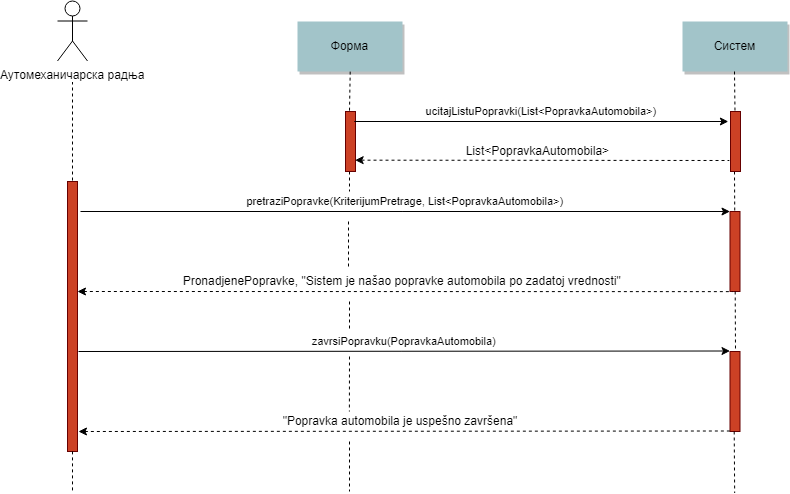 Форма
Систем
Аутомеханичарска радња
ucitajListuPopravki(List<PopravkaAutomobila>)
List<PopravkaAutomobila>
pretraziPopravke(KriterijumPretrage, List<PopravkaAutomobila>)
PronadjenePopravke, "Sistem je našao popravke automobila po zadatoj vrednosti"
zavrsiPopravku(PopravkaAutomobila)
"Popravka automobila je uspešno završena"